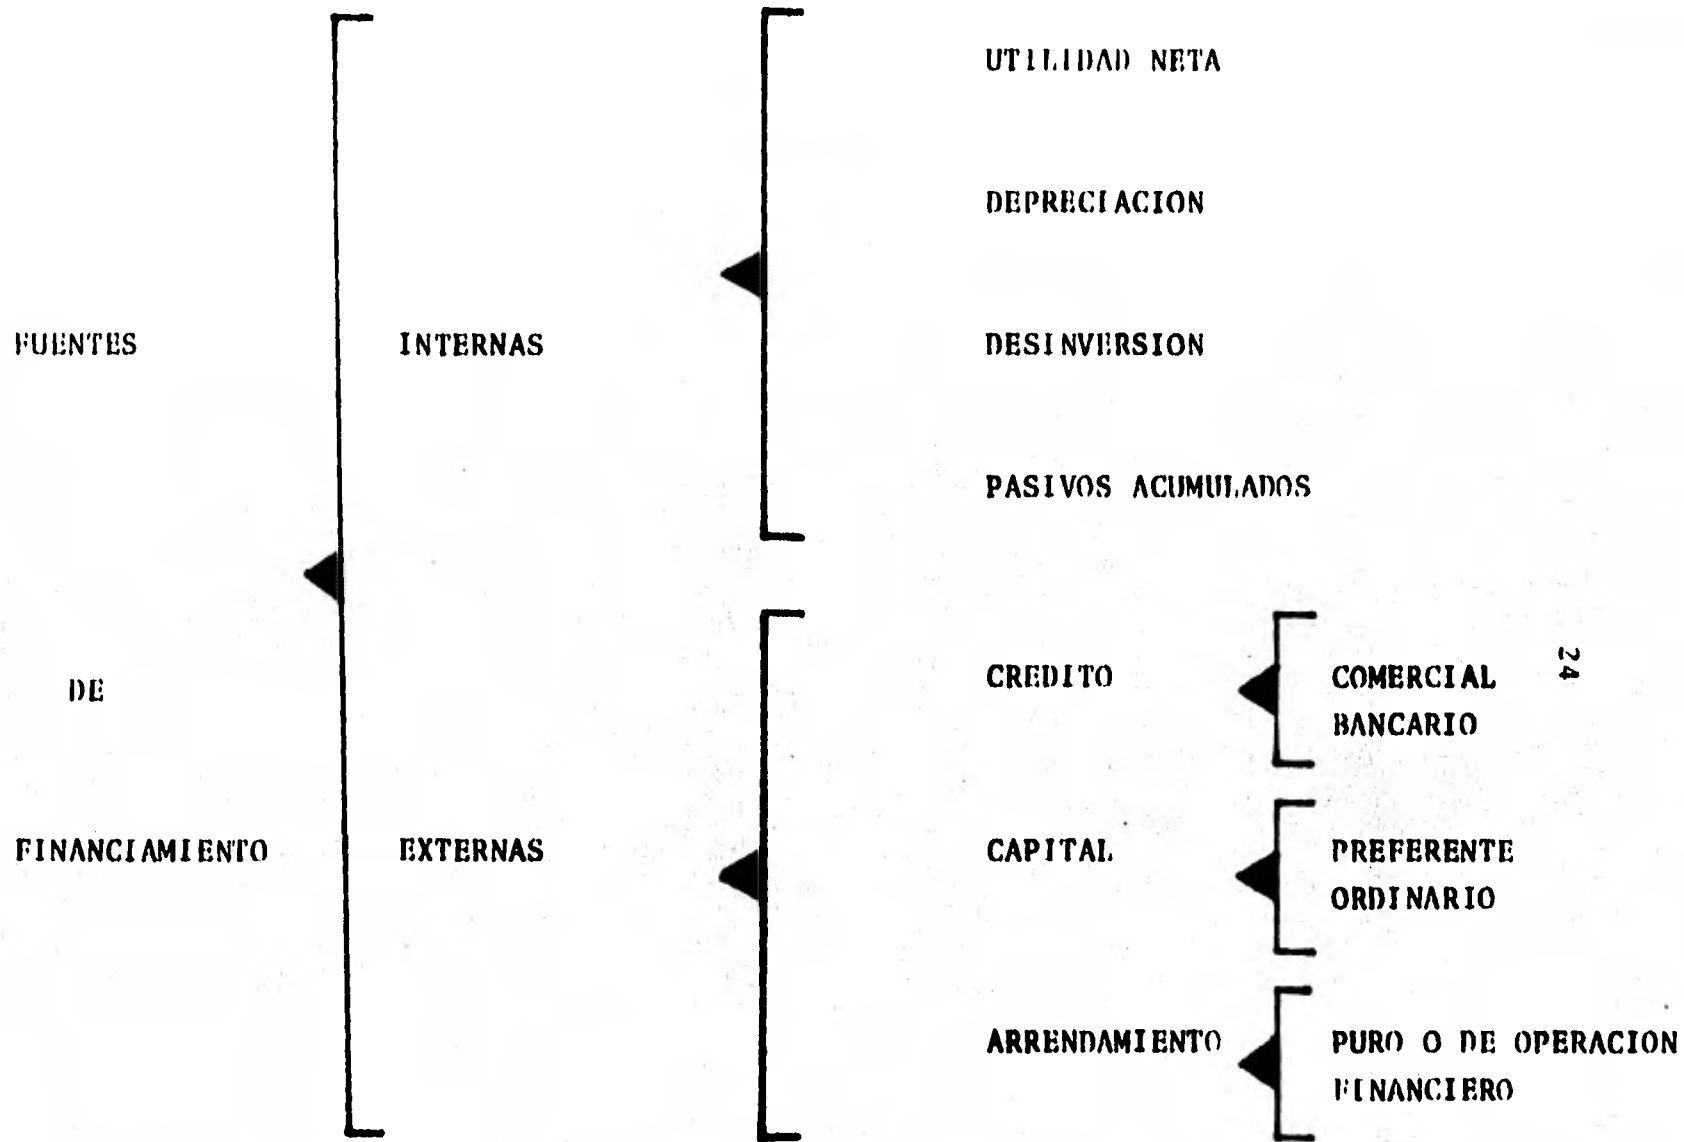 FUENTES
DE
FINANCIAMIENTO
INTERNAS
UTILIDAD NETA
DEPRECIACION
DESINVERSION
PASIVOS ACUMULADOS
EXTERNAS
CREDITO
COMERCIAL
BANCARIO
CAPITAL
PREFERENTE
ORDINARIO
ARRENDAMIENTO
PURO O DE OPERACION
FINANCIERO
24